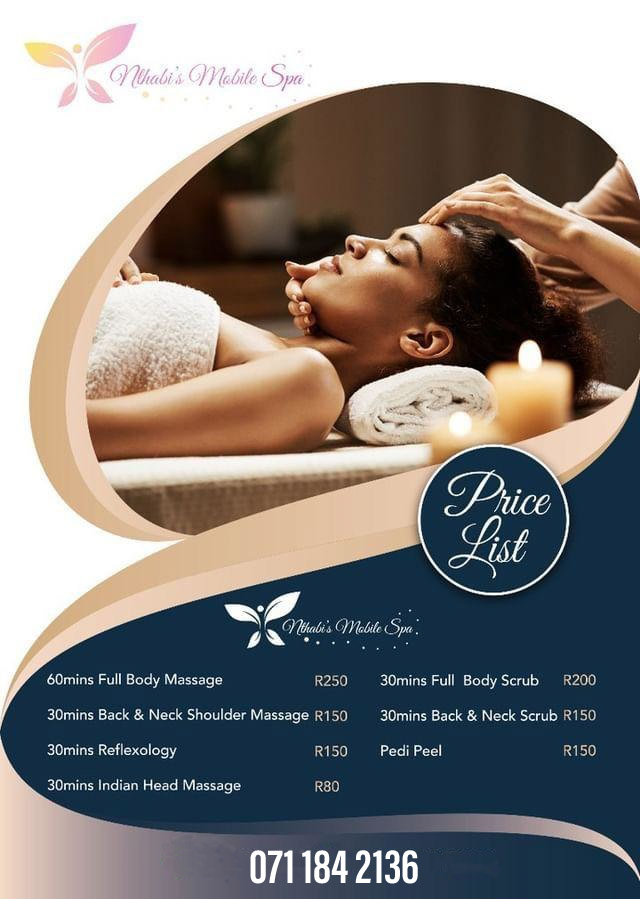 Nthabi's Mobile Spa
Price
List
Nthabi's Mobile Spa
60mins Full Body Massage R250
30mins Back & Neck Shoulder Massage R150
30mins Reflexology R150
30mins Indian Head Massage R80
30mins Full Body Scrub R200
30mins Back & Neck Scrub R150
Pedi Peel R150
071 184 2136